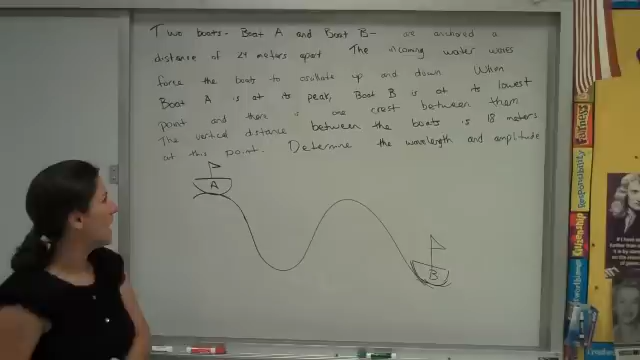 Two boats - Boat A and Boat B - are anchored a
distance of 24 meters apart The incoming water waves
force the boats to oscillate up and down When
Boat A is at its peak, Boat B is at its lowest
point and there is one crest between them
The vertical distance between the boats is 18 meters
at this point. Determine the wavelength and amplitude
A
B
Fairness
Responsibility
Citizenship